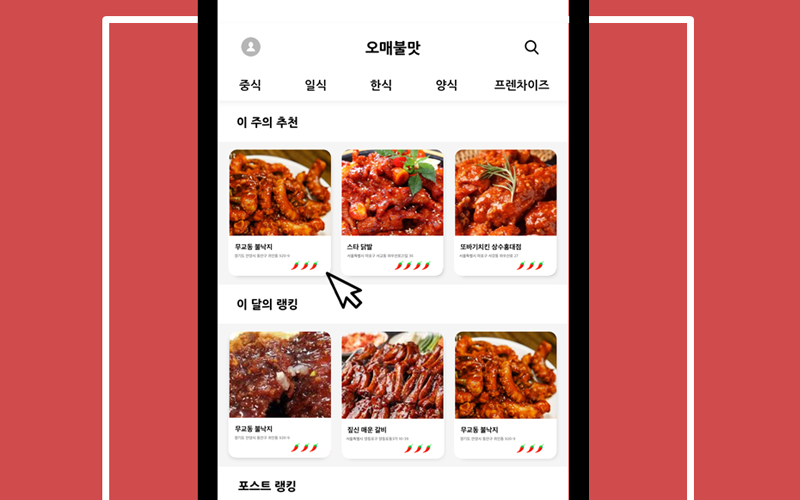 오매불맛
중식 일식 한식 양식 프렌차이즈
이 주의 추천
무교동 불낙지
스타 닭발
또바기치킨 상수홍대점
이 달의 랭킹
무교동 불낙지
짚신 매운 갈비
무교동 불낙지
포스트 랭킹